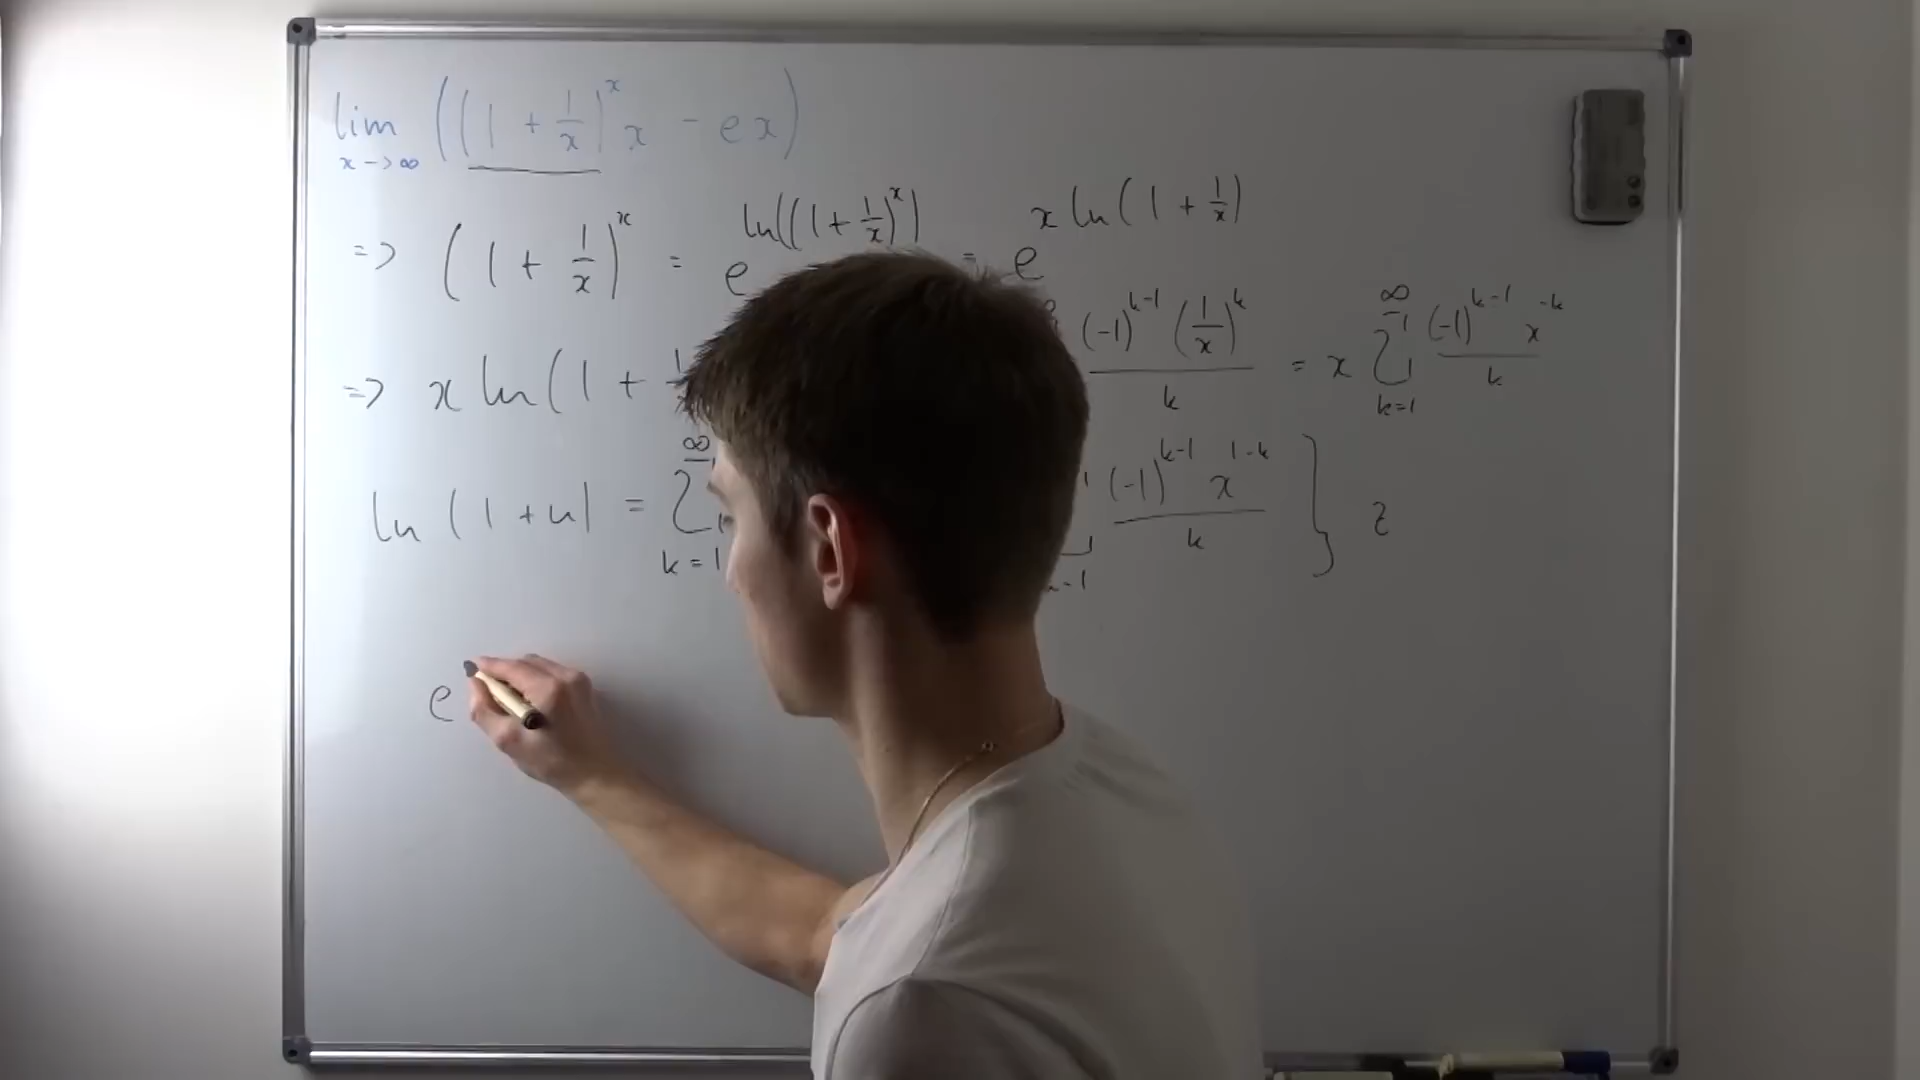 lim x->∞ ((1 + 1/x)^x x - ex)
=> (1 + 1/x)^x = e^ln((1 + 1/x)^x) = e^x ln(1 + 1/x)
=> x ln(1 + 1 (-1)^k-1 (1/x)^k / k = x ∑ k=1 ∞ (-1)^k-1 x^-k / k
ln(1 + u) = ∑ k=1 ∞ (-1)^k-1 x^1-k / k } z
e